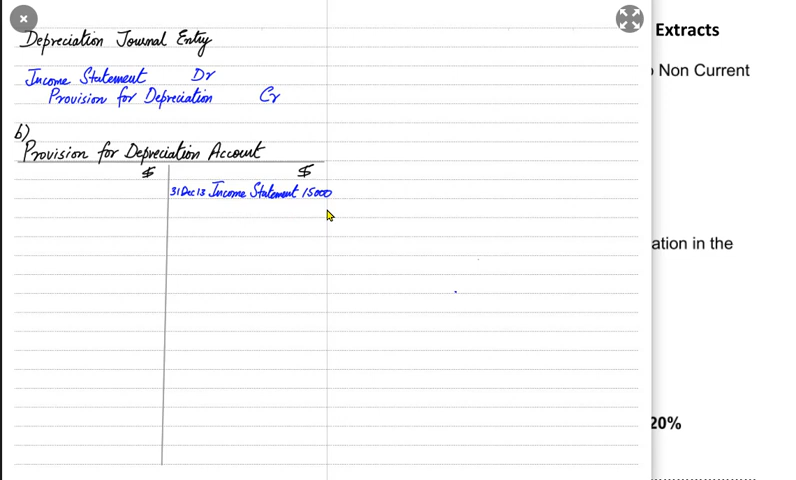 Depreciation Journal Entry
Income Statement Dr
Provision for Depreciation Cr
b)
Provision for Depreciation Account
$ $
31 Dec 13 Income Statement 15000
Extracts
Non Current
ation in the
20%